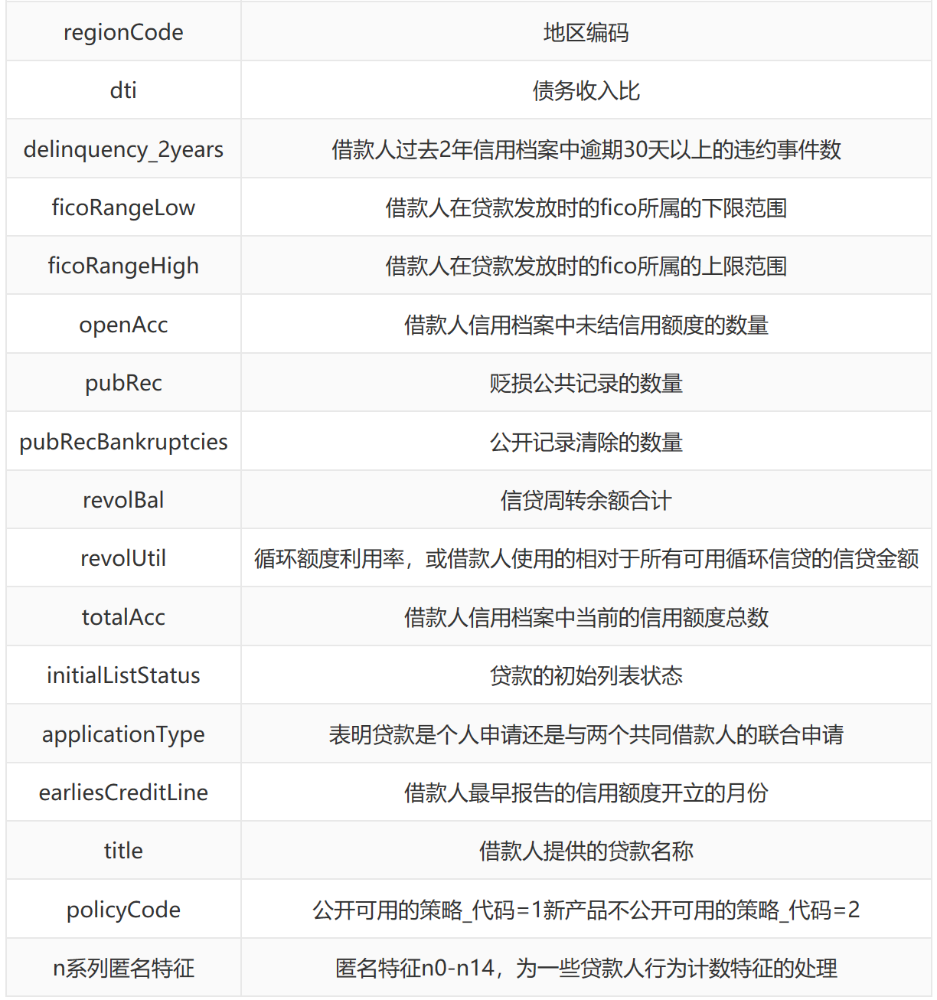 regionCode 地区编码
dti 债务收入比
delinquency_2years 借款人过去2年信用档案中逾期30天以上的违约事件数
ficoRangeLow 借款人在贷款发放时的fico所属的下限范围
ficoRangeHigh 借款人在贷款发放时的fico所属的上限范围
openAcc 借款人信用档案中未结信用额度的数量
pubRec 贬损公共记录的数量
pubRecBankruptcies 公开记录清除的数量
revolBal 信贷周转余额合计
revolUtil 循环额度利用率，或借款人使用的相对于所有可用循环信贷的信贷金额
totalAcc 借款人信用档案中当前的信用额度总数
initialListStatus 贷款的初始列表状态
applicationType 表明贷款是个人申请还是与两个共同借款人的联合申请
earliesCreditLine 借款人最早报告的信用额度开立的月份
title 借款人提供的贷款名称
policyCode 公开可用的策略_代码=1新产品不公开可用的策略_代码=2
n系列匿名特征 匿名特征n0-n14，为一些贷款人行为计数特征的处理